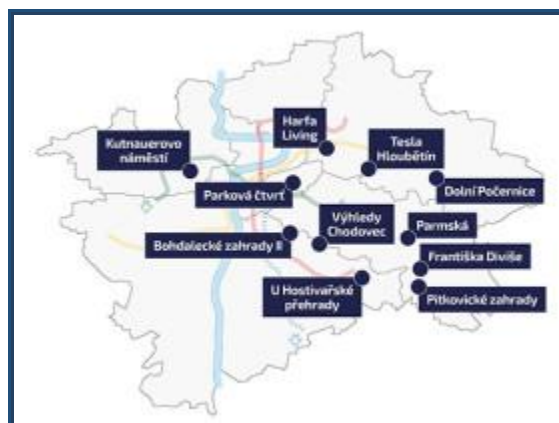 Harfa
Living
Kutnauerovo
náměstí
Tesla
Hloubětín
Parková čtvrť
Dolní Počernice
Výhledy
Chodovec
Parmská
Bohdalecké zahrady II
Františka Diviše
U Hostivařské
přehrady
Pitkovické zahrady